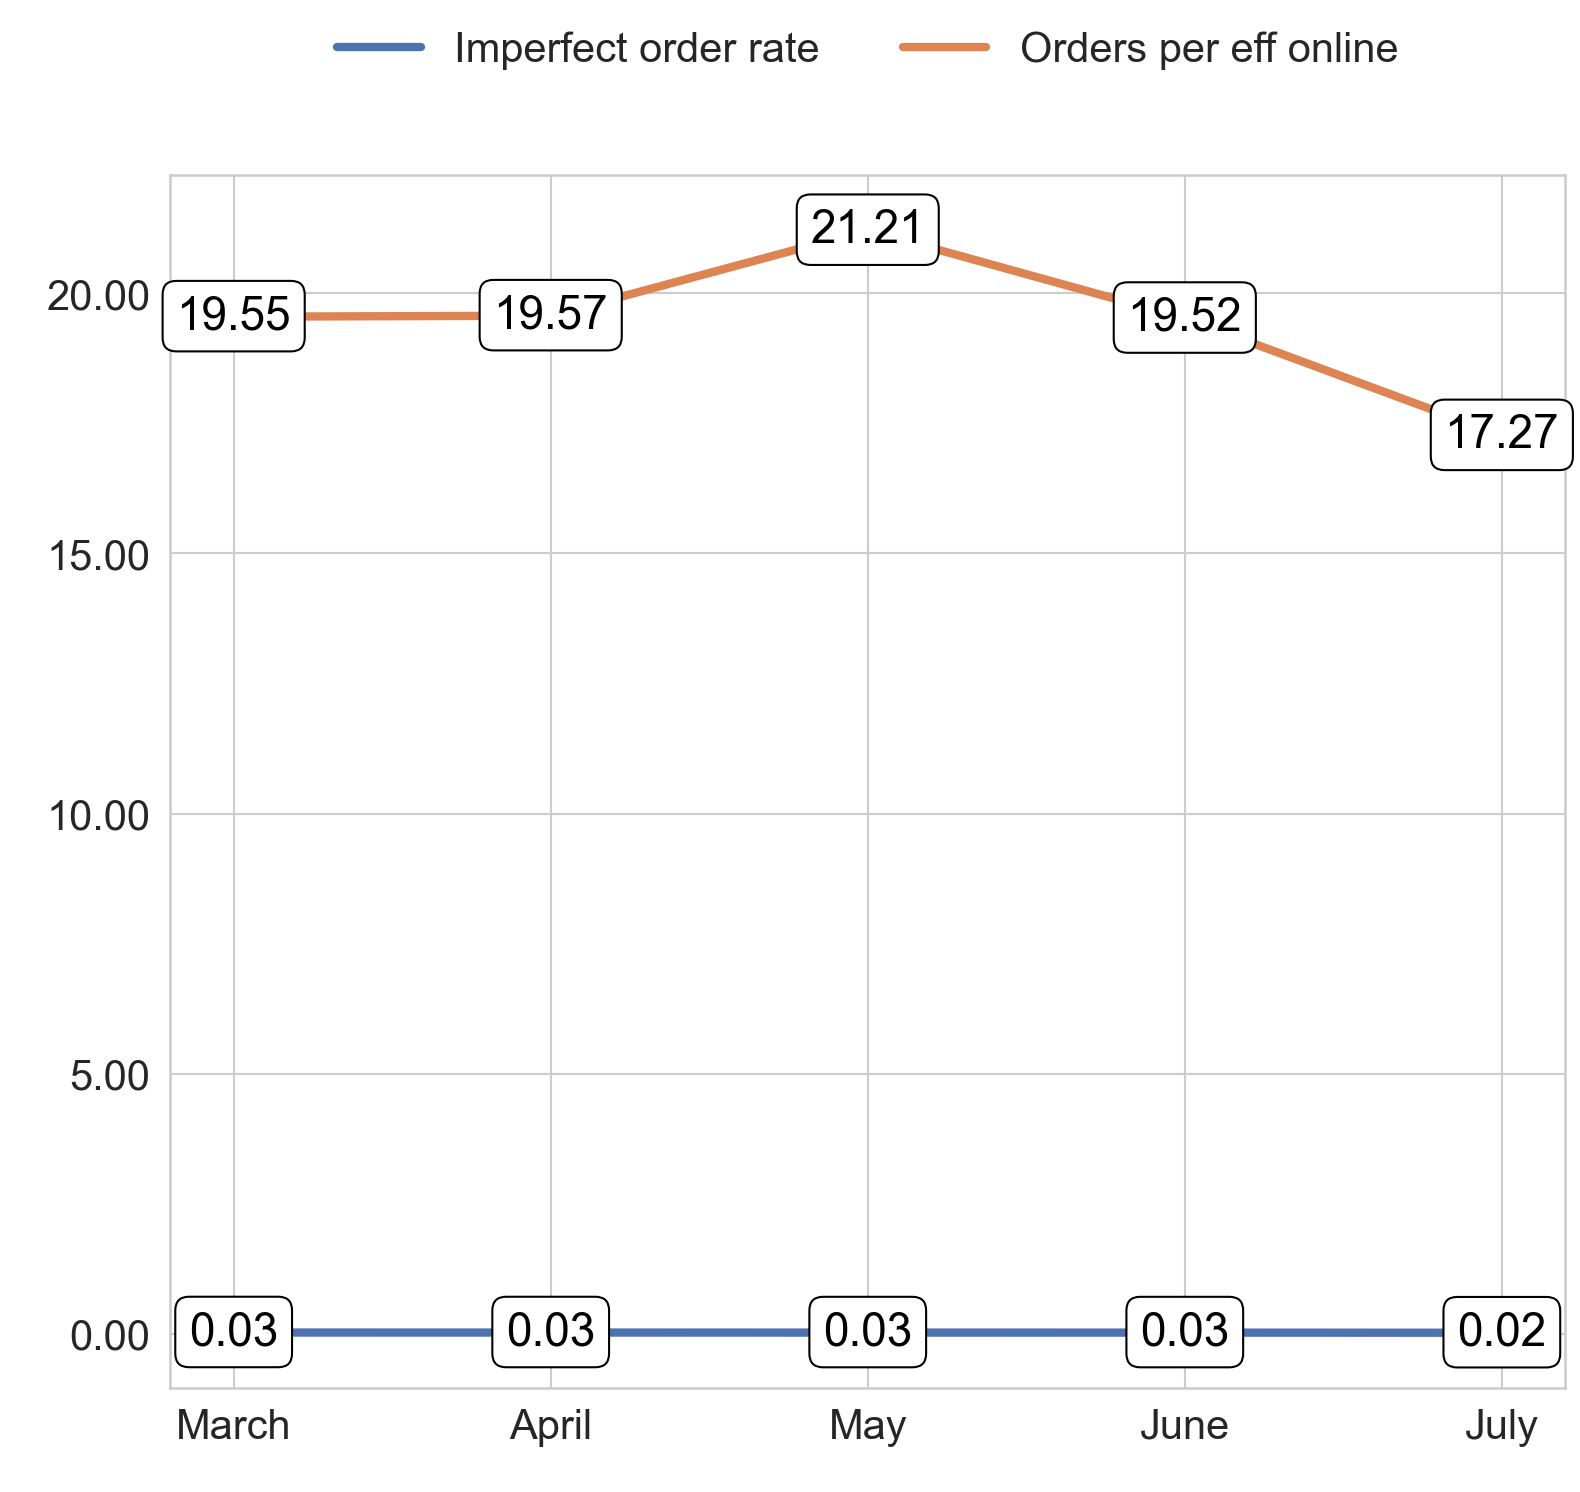 Imperfect order rate Orders per eff online
21.21
20.00 19.55 19.57 19.52
17.27
15.00
10.00
5.00
0.00 0.03 0.03 0.03 0.03 0.02
March April May June July